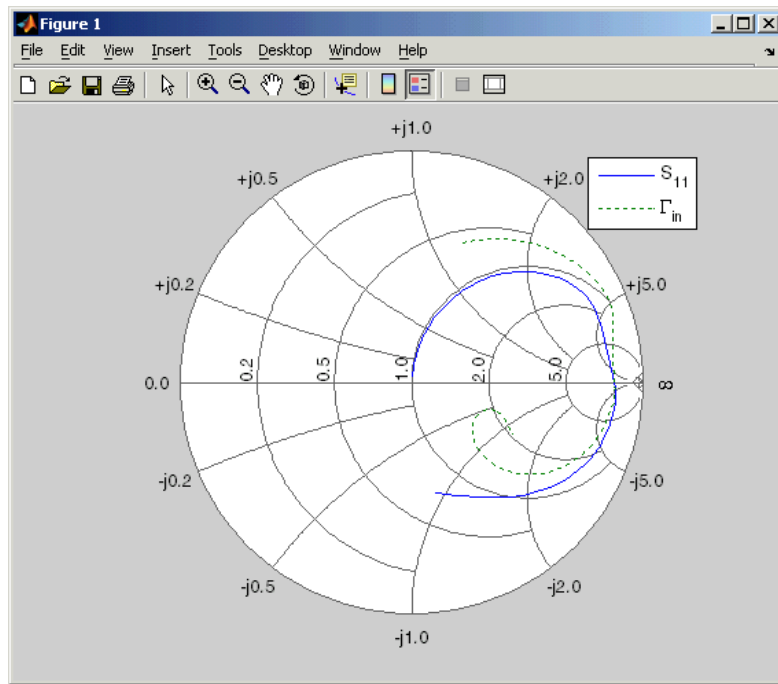 Figure 1
File Edit View Insert Tools Desktop Window Help
+j1.0
+j0.5
+j2.0
S11
Γin
+j0.2
+j5.0
0.0
0.2
0.5
1.0
2.0
5.0
∞
-j0.2
-j5.0
-j0.5
-j2.0
-j1.0